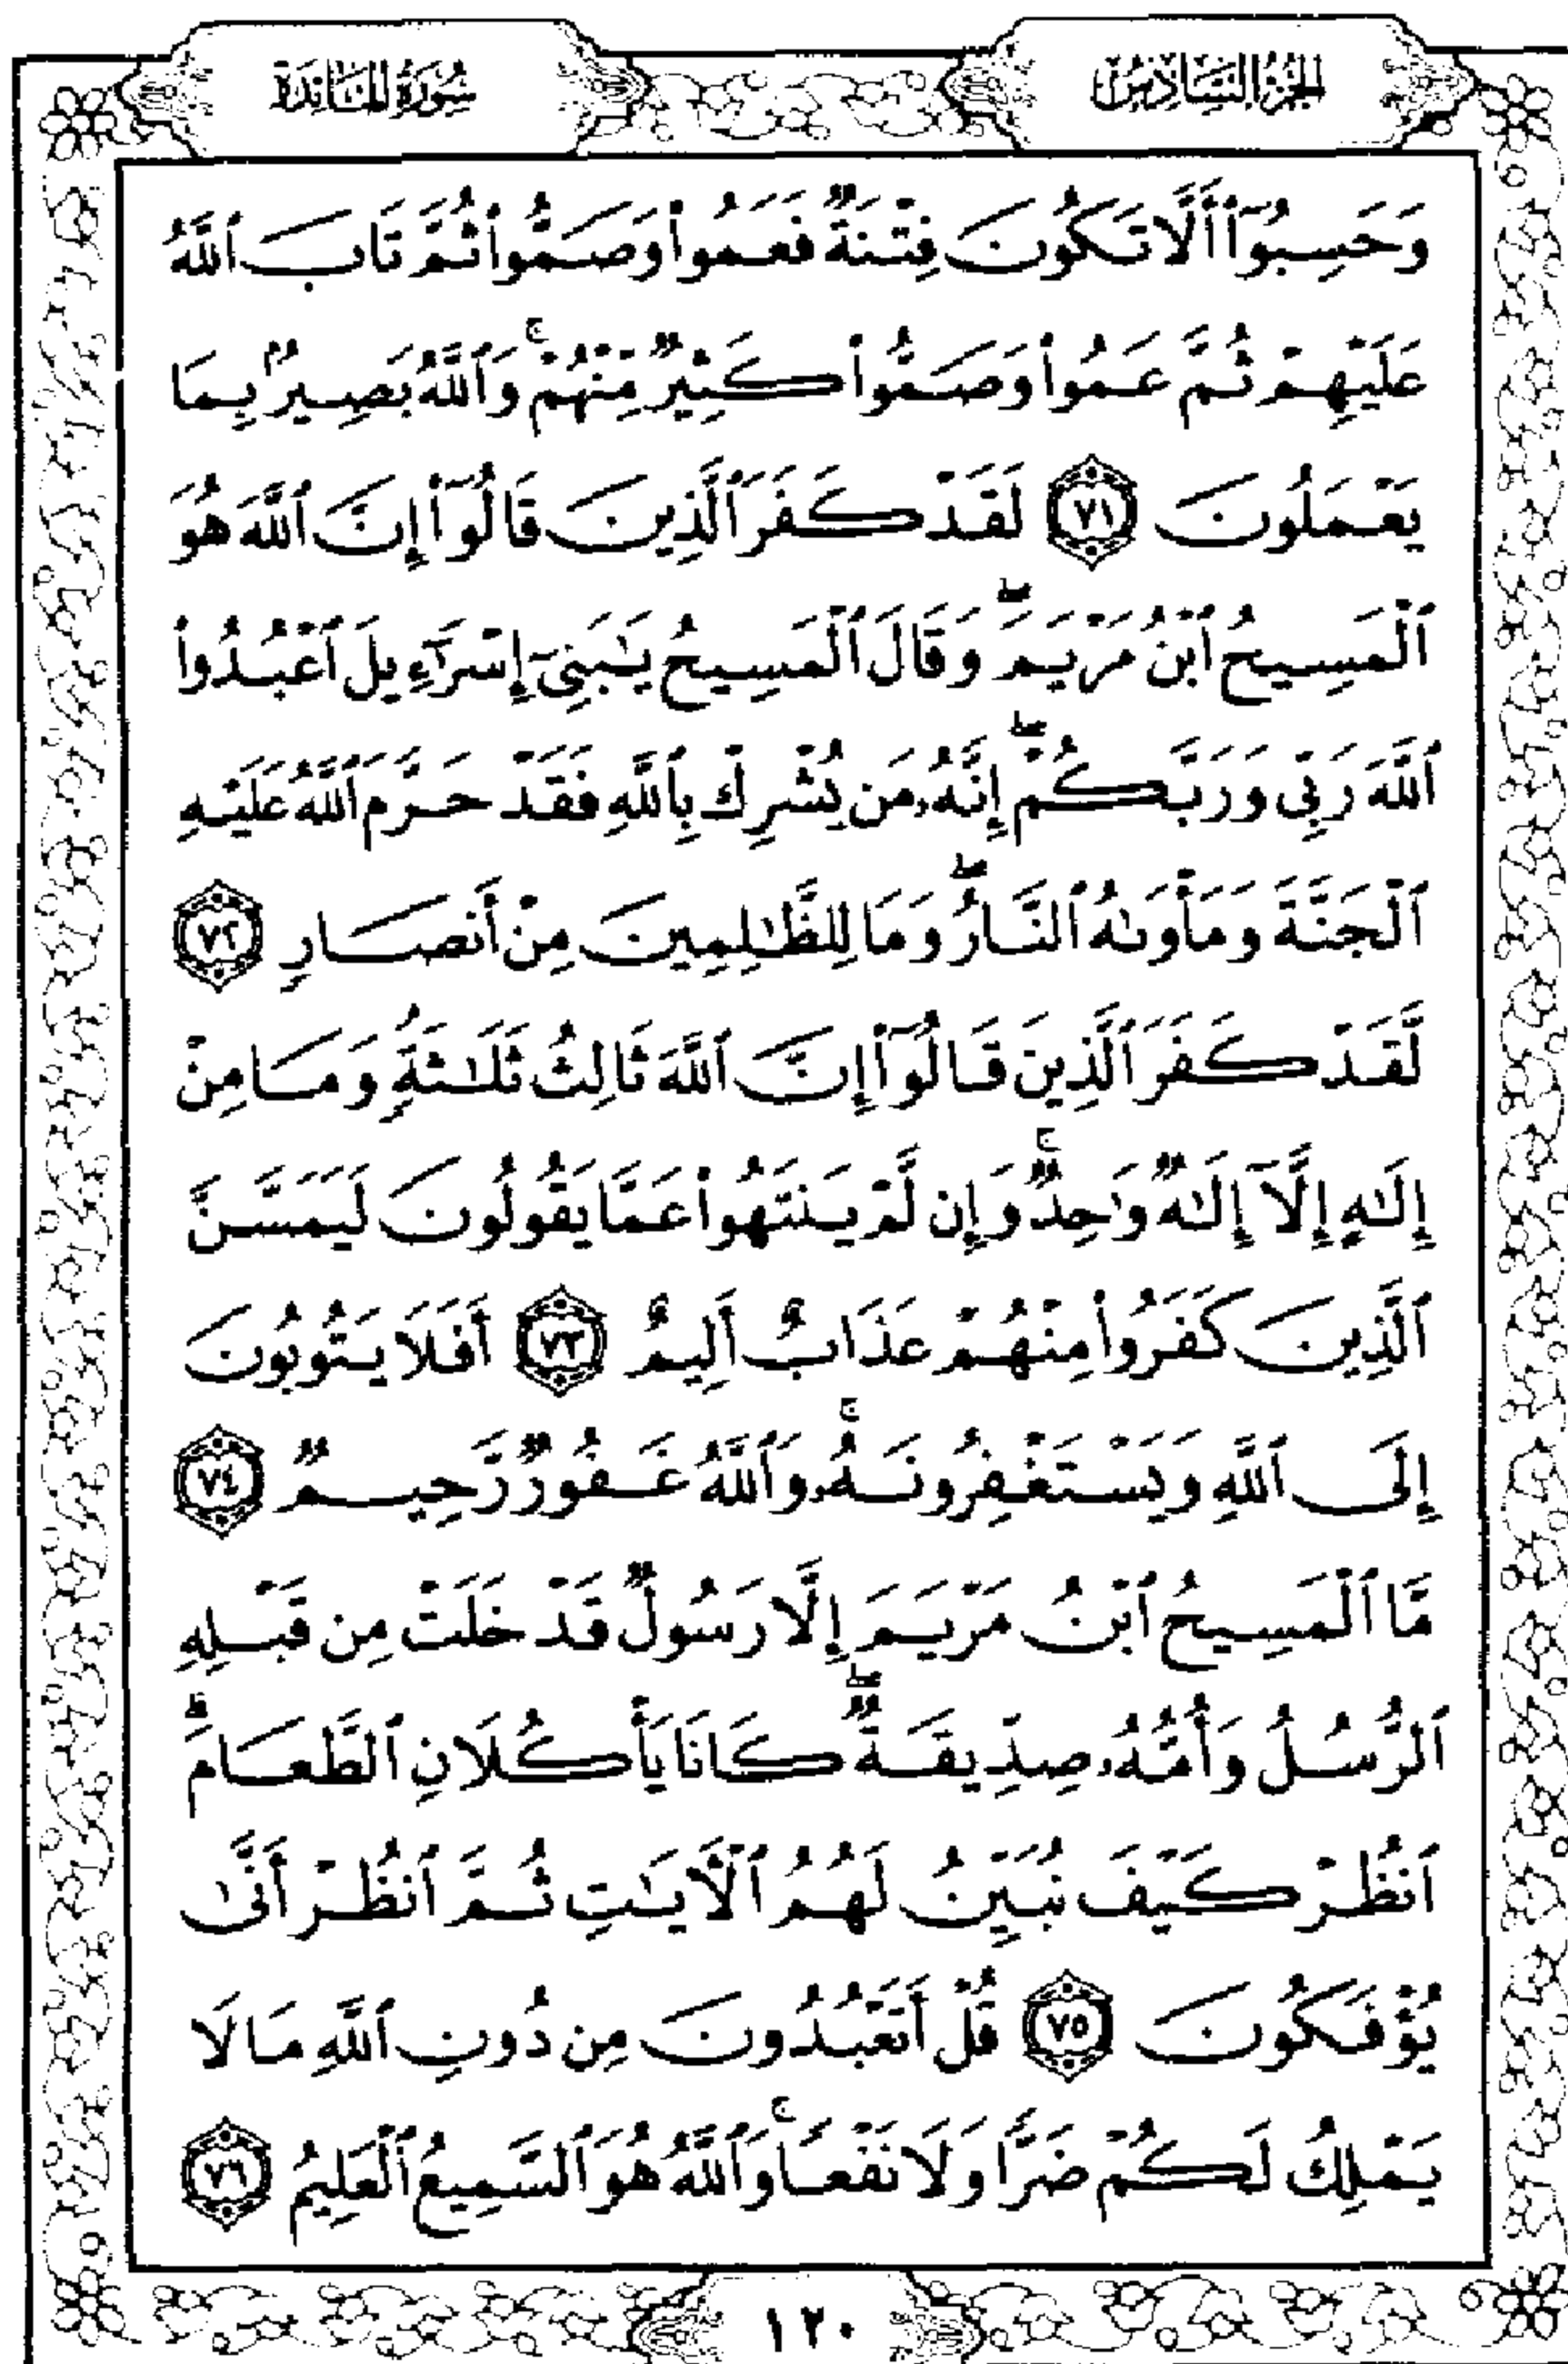 الجزء السادس
سورة المائدة
وَحَسِبُوٓا۟ أَلَّا تَكُونَ فِتْنَةٌ فَعَمُوا۟ وَصَمُّوا۟ ثُمَّ تَابَ ٱللَّهُ
عَلَيْهِمْ ثُمَّ عَمُوا۟ وَصَمُّوا۟ كَثِيرٌ مِّنْهُمْ ۚ وَٱللَّهُ بَصِيرٌۢ بِمَا
يَعْمَلُونَ ٧١ لَقَدْ كَفَرَ ٱلَّذِينَ قَالُوٓا۟ إِنَّ ٱللَّهَ هُوَ
ٱلْمَسِيحُ ٱبْنُ مَرْيَمَ ۖ وَقَالَ ٱلْمَسِيحُ يَٰبَنِىٓ إِسْرَٰٓءِيلَ ٱعْبُدُوا۟
ٱللَّهَ رَبِّى وَرَبَّكُمْ ۖ إِنَّهُۥ مَن يُشْرِكْ بِٱللَّهِ فَقَدْ حَرَّمَ ٱللَّهُ عَلَيْهِ
ٱلْجَنَّةَ وَمَأْوَىٰهُ ٱلنَّارُ ۖ وَمَا لِلظَّٰلِمِينَ مِنْ أَنصَارٍ ٧٢
لَّقَدْ كَفَرَ ٱلَّذِينَ قَالُوٓا۟ إِنَّ ٱللَّهَ ثَالِثُ ثَلَٰثَةٍ ۘ وَمَا مِنْ
إِلَٰهٍ إِلَّآ إِلَٰهٌ وَٰحِدٌ ۚ وَإِن لَّمْ يَنتَهُوا۟ عَمَّا يَقُولُونَ لَيَمَسَّنَّ
ٱلَّذِينَ كَفَرُوا۟ مِنْهُمْ عَذَابٌ أَلِيمٌ ٧٣ أَفَلَا يَتُوبُونَ
إِلَى ٱللَّهِ وَيَسْتَغْفِرُونَهُۥ ۚ وَٱللَّهُ غَفُورٌ رَّحِيمٌ ٧٤
مَّا ٱلْمَسِيحُ ٱبْنُ مَرْيَمَ إِلَّا رَسُولٌ قَدْ خَلَتْ مِن قَبْلِهِ
ٱلرُّسُلُ وَأُمُّهُۥ صِدِّيقَةٌ ۖ كَانَا يَأْكُلَانِ ٱلطَّعَامَ ۗ
ٱنظُرْ كَيْفَ نُبَيِّنُ لَهُمُ ٱلْءَايَٰتِ ثُمَّ ٱنظُرْ أَنَّىٰ
يُؤْفَكُونَ ٧٥ قُلْ أَتَعْبُدُونَ مِن دُونِ ٱللَّهِ مَا لَا
يَمْلِكُ لَكُمْ ضَرًّا وَلَا نَفْعًا ۚ وَٱللَّهُ هُوَ ٱلسَّمِيعُ ٱلْعَلِيمُ ٧٦
١٢٠